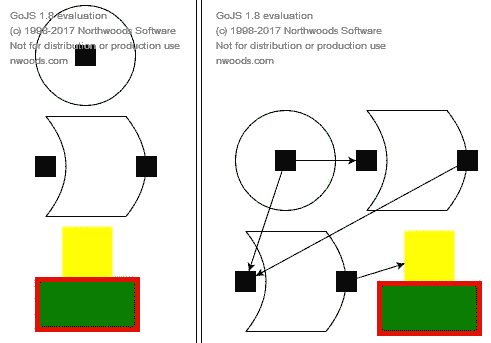 GoJS 1.8 evaluation
(c) 1998-2017 Northwoods Software
Not for distribution or production use
nwoods.com
GoJS 1.8 evaluation
(c) 1998-2017 Northwoods Software
Not for distribution or production use
nwoods.com